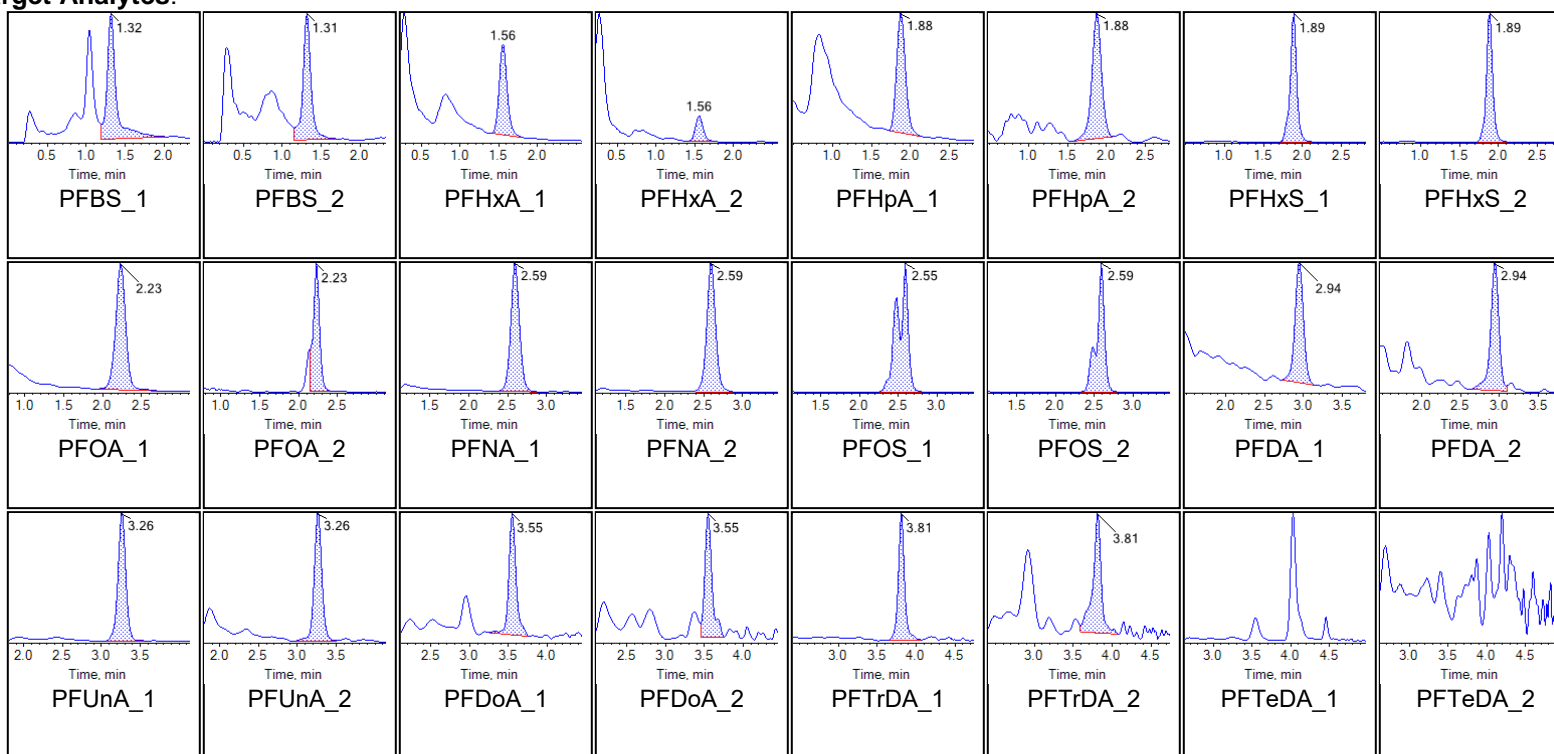 rget Analytes:
1.32 1.31 1.56 1.56 1.88 1.88 1.89 1.89
0.5 1.0 1.5 2.0 0.5 1.0 1.5 2.0 0.5 1.0 1.5 2.0 0.5 1.0 1.5 2.0 1.0 1.5 2.0 2.5 1.0 1.5 2.0 2.5 1.0 1.5 2.0 2.5 1.0 1.5 2.0 2.5
Time, min Time, min Time, min Time, min Time, min Time, min Time, min Time, min
PFBS_1 PFBS_2 PFHxA_1 PFHxA_2 PFHpA_1 PFHpA_2 PFHxS_1 PFHxS_2
2.23 2.23 2.59 2.59 2.55 2.59 2.94 2.94
1.0 1.5 2.0 2.5 1.0 1.5 2.0 2.5 1.5 2.0 2.5 3.0 1.5 2.0 2.5 3.0 1.5 2.0 2.5 3.0 1.5 2.0 2.5 3.0 2.0 2.5 3.0 3.5 2.0 2.5 3.0 3.5
Time, min Time, min Time, min Time, min Time, min Time, min Time, min Time, min
PFOA_1 PFOA_2 PFNA_1 PFNA_2 PFOS_1 PFOS_2 PFDA_1 PFDA_2
3.26 3.26 3.55 3.55 3.81 3.81
2.0 2.5 3.0 3.5 4.0 2.0 2.5 3.0 3.5 4.0 2.5 3.0 3.5 4.0 2.5 3.0 3.5 4.0 3.0 3.5 4.0 4.5 3.0 3.5 4.0 4.5 3.0 3.5 4.0 4.5 3.0 3.5 4.0 4.5
Time, min Time, min Time, min Time, min Time, min Time, min Time, min Time, min
PFUnA_1 PFUnA_2 PFDoA_1 PFDoA_2 PFTrDA_1 PFTrDA_2 PFTeDA_1 PFTeDA_2